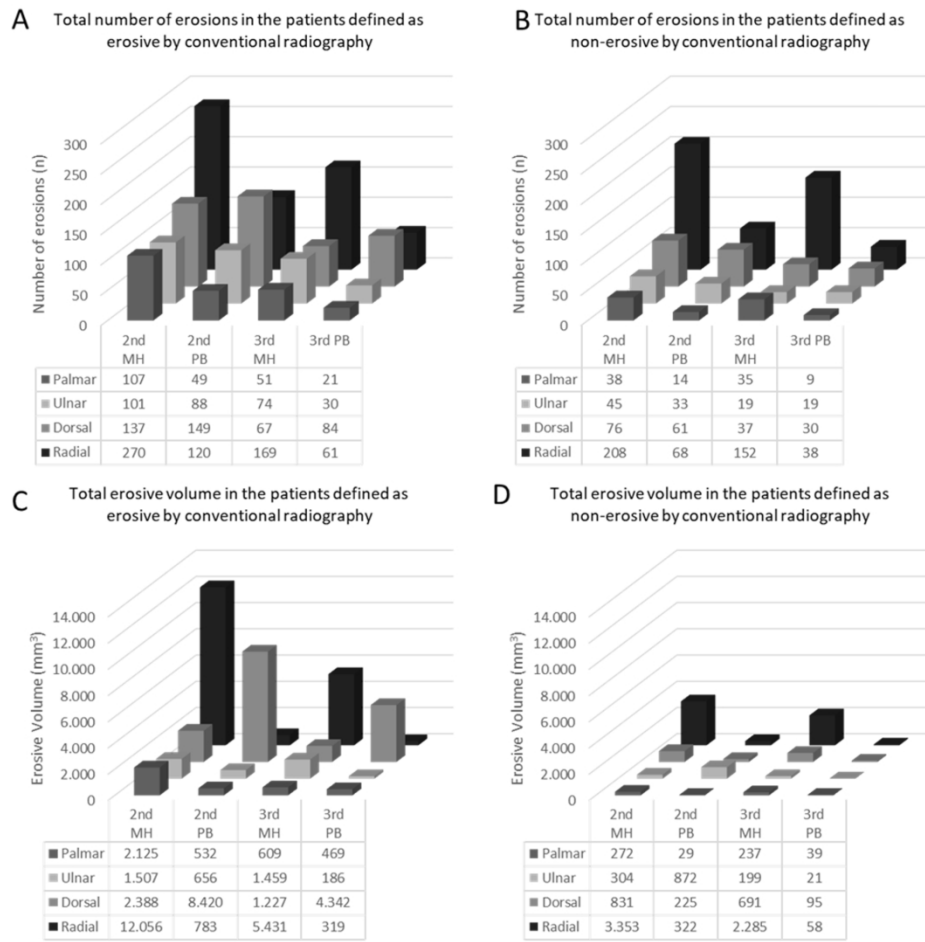 A
Total number of erosions in the patients defined as
erosive by conventional radiography
Number of erosions (n)
300
250
200
150
100
50
0
2nd MH 2nd PB 3rd MH 3rd PB
Palmar 107 49 51 21
Ulnar 101 88 74 30
Dorsal 137 149 67 84
Radial 270 120 169 61
B
Total number of erosions in the patients defined as
non-erosive by conventional radiography
Number of erosions (n)
300
250
200
150
100
50
0
2nd MH 2nd PB 3rd MH 3rd PB
Palmar 38 14 35 9
Ulnar 45 33 19 19
Dorsal 76 61 37 30
Radial 208 68 152 38
C
Total erosive volume in the patients defined as
erosive by conventional radiography
Erosive Volume (mm³)
14.000
12.000
10.000
8.000
6.000
4.000
2.000
0
2nd MH 2nd PB 3rd MH 3rd PB
Palmar 2.125 532 609 469
Ulnar 1.507 656 1.459 186
Dorsal 2.388 8.420 1.227 4.342
Radial 12.056 783 5.431 319
D
Total erosive volume in the patients defined as
non-erosive by conventional radiography
Erosive Volume (mm³)
14.000
12.000
10.000
8.000
6.000
4.000
2.000
0
2nd MH 2nd PB 3rd MH 3rd PB
Palmar 272 29 237 39
Ulnar 304 872 199 21
Dorsal 831 225 691 95
Radial 3.353 322 2.285 58